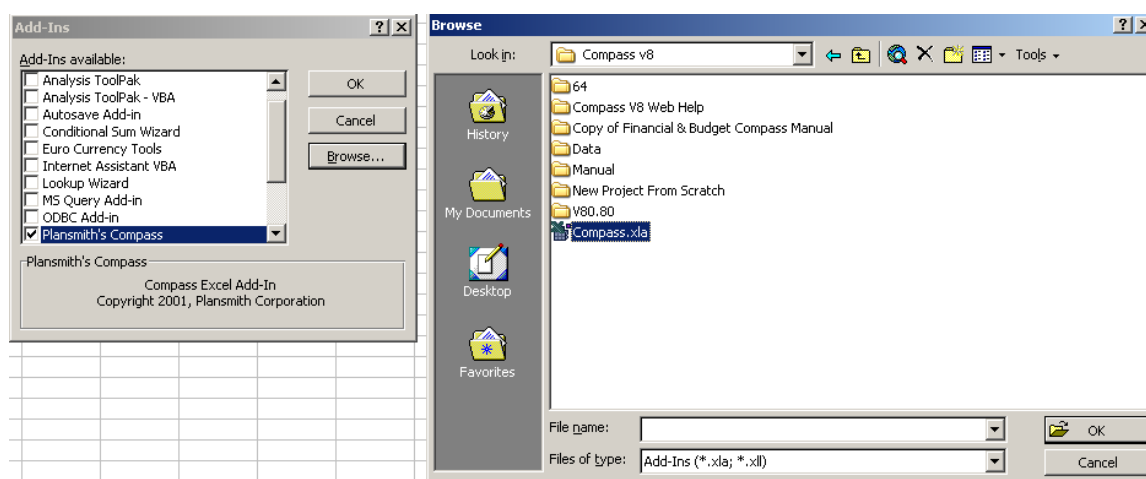 Add-Ins
Add-Ins available:
Analysis ToolPak
Analysis ToolPak - VBA
Autosave Add-in
Conditional Sum Wizard
Euro Currency Tools
Internet Assistant VBA
Lookup Wizard
MS Query Add-in
ODBC Add-in
Plansmith's Compass
OK
Cancel
Browse...
Plansmith's Compass
Compass Excel Add-In
Copyright 2001, Plansmith Corporation
Browse
Look in:
Compass v8
Tools
History
My Documents
Desktop
Favorites
64
Compass V8 Web Help
Copy of Financial & Budget Compass Manual
Data
Manual
New Project From Scratch
V80.80
Compass.xla
File name:
OK
Files of type:
Add-Ins (*.xla; *.xll)
Cancel